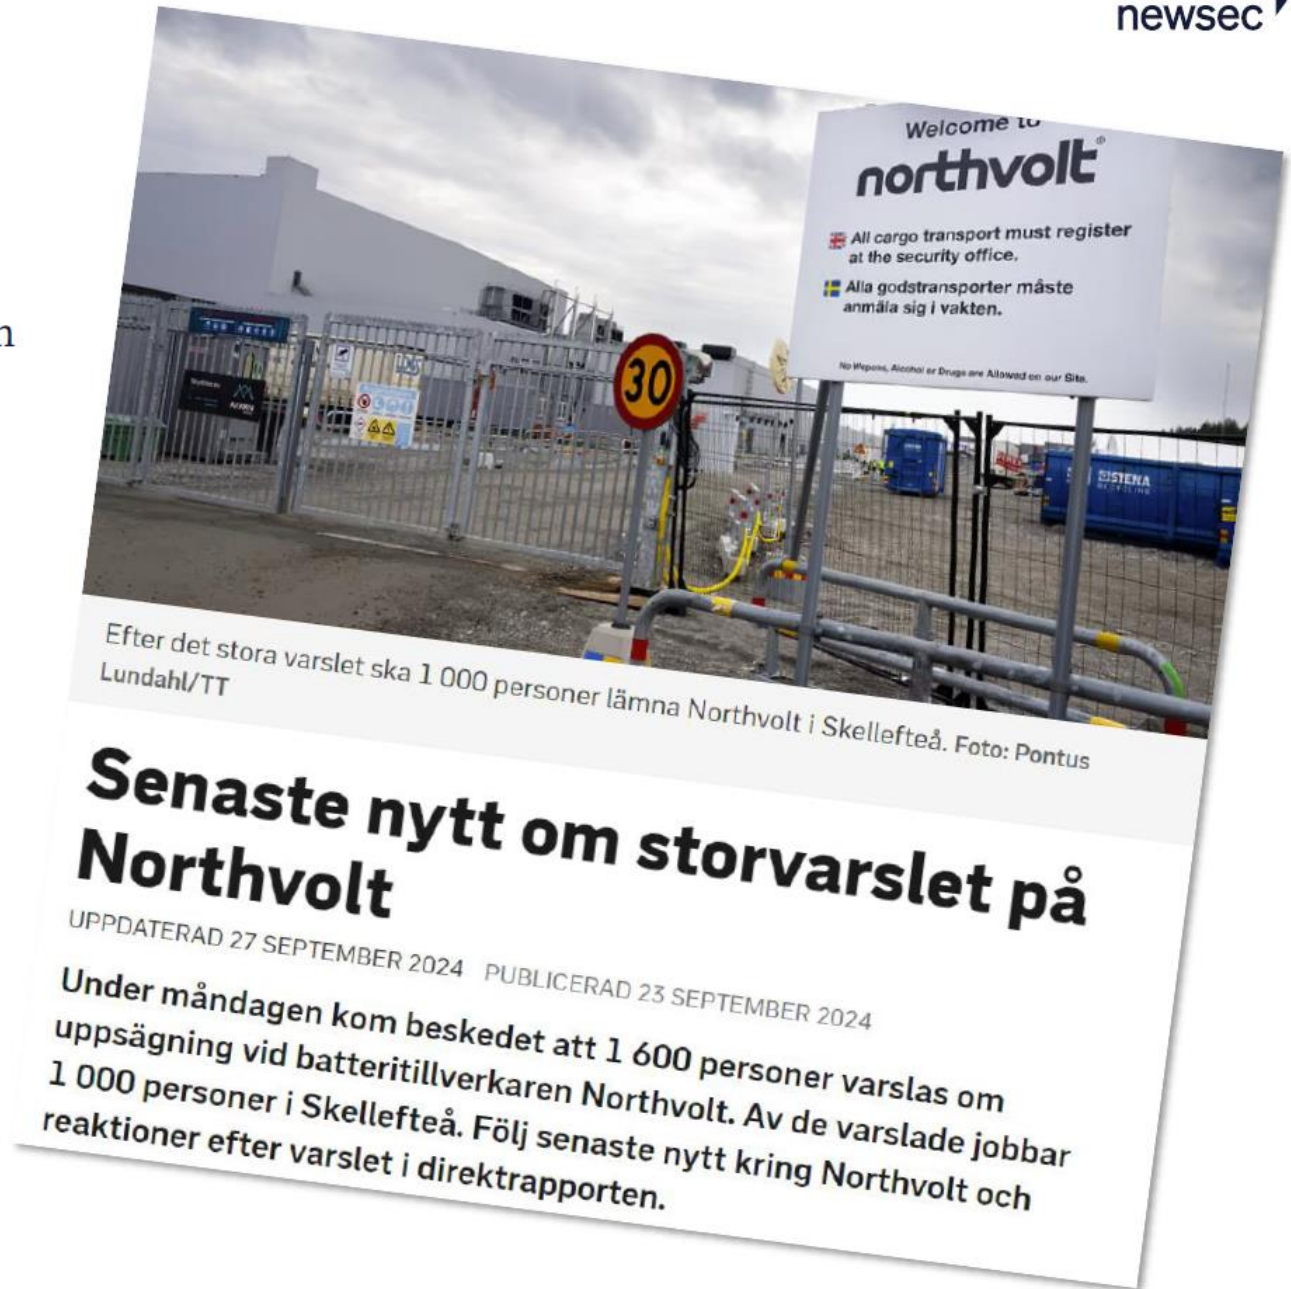 newsec
n
Welcome to
northvolt
All cargo transport must register
at the security office.
Alla godstransporter måste
anmäla sig i vakten.
No Wepons, Alcohol or Drugs are Allowed on our Site.
30
STENA
RECYCLING
Efter det stora varslet ska 1 000 personer lämna Northvolt i Skellefteå. Foto: Pontus
Lundahl/TT
Senaste nytt om storvarslet på
Northvolt
UPPDATERAD 27 SEPTEMBER 2024 PUBLICERAD 23 SEPTEMBER 2024
Under måndagen kom beskedet att 1 600 personer varslas om
uppsägning vid batteritillverkaren Northvolt. Av de varslade jobbar
1 000 personer i Skellefteå. Följ senaste nytt kring Northvolt och
reaktioner efter varslet i direktrapporten.